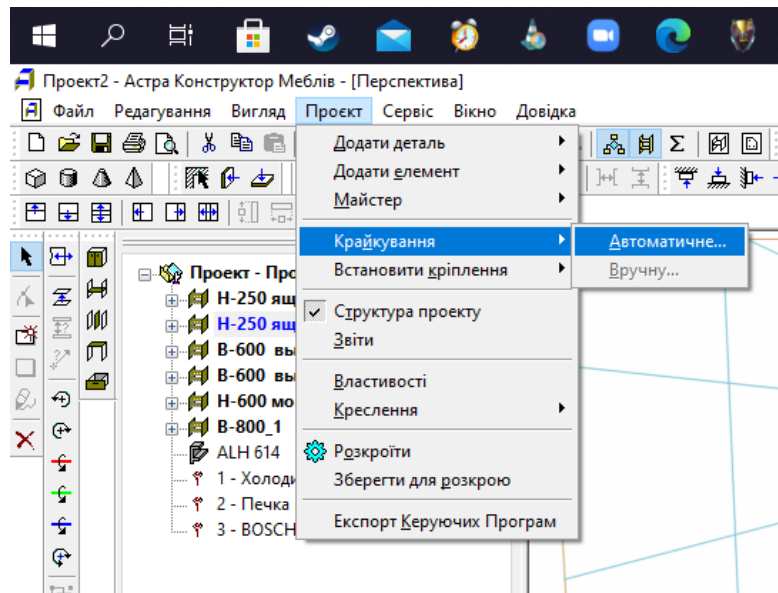 Проект2 - Астра Конструктор Меблів - [Перспектива]
Файл Редагування Вигляд Проєкт Сервіс Вікно Довідка
Додати деталь
Додати елемент
Майстер
Крайкування
Автоматичне...
Встановити кріплення
Вручну...
Структура проекту
Звіти
Властивості
Креслення
Розкроїти
Зберегти для розкрою
Експорт Керуючих Програм
Проект - Про
Н-250 ящ
Н-250 ящ
В-600 вы
В-600 вы
Н-600 мо
В-800_1
ALH 614
1 - Холоди
2 - Печка
3 - BOSCH